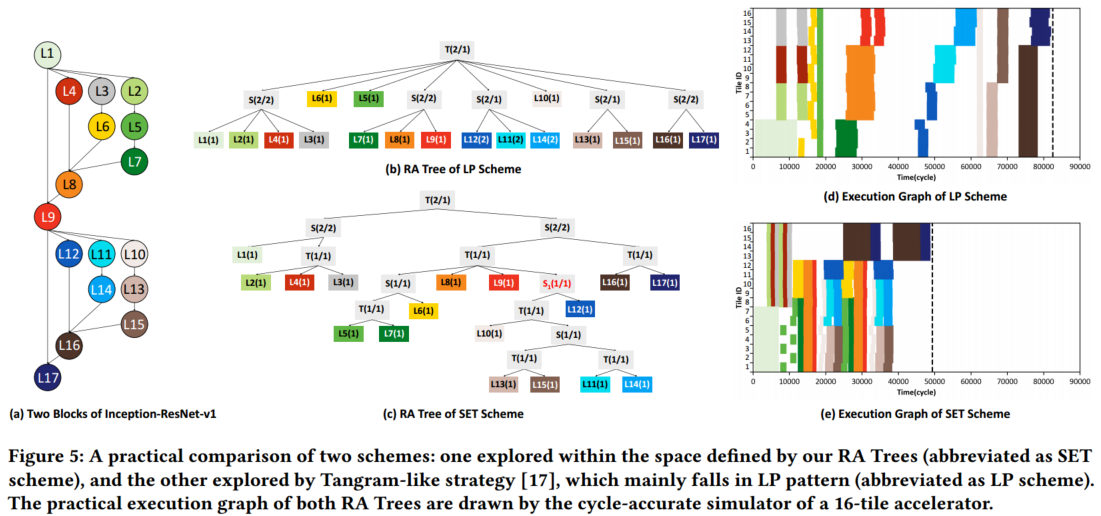 L1
L4
L3
L2
L6
L5
L7
L8
L9
L12
L11
L10
L14
L13
L15
L16
L17
(a) Two Blocks of Inception-ResNet-v1
T(2/1)
S(2/2)
L6(1)
L5(1)
S(2/2)
S(2/1)
L10(1)
S(2/1)
S(2/2)
L1(1)
L2(1)
L4(1)
L3(1)
L7(1)
L8(1)
L9(1)
L12(2)
L11(2)
L14(2)
L13(1)
L15(1)
L16(1)
L17(1)
(b) RA Tree of LP Scheme
T(2/1)
S(2/2)
S(2/2)
L1(1)
T(1/1)
T(1/1)
T(1/1)
L2(1)
L4(1)
L3(1)
S(1/1)
L8(1)
L9(1)
S₁(1/1)
L16(1)
L17(1)
T(1/1)
L6(1)
T(1/1)
L12(1)
L5(1)
L7(1)
L10(1)
S(1/1)
T(1/1)
T(1/1)
L13(1)
L15(1)
L11(1)
L14(1)
(c) RA Tree of SET Scheme
Tile ID
16
15
14
13
12
11
10
9
8
7
6
5
4
3
2
1
0 10000 20000 30000 40000 50000 60000 70000 80000 90000
Time(cycle)
(d) Execution Graph of LP Scheme
Tile ID
16
15
14
13
12
11
10
9
8
7
6
5
4
3
2
1
0 10000 20000 30000 40000 50000 60000 70000 80000 90000
Time(cycle)
(e) Execution Graph of SET Scheme
Figure 5: A practical comparison of two schemes: one explored within the space defined by our RA Trees (abbreviated as SET
scheme), and the other explored by Tangram-like strategy [17], which mainly falls in LP pattern (abbreviated as LP scheme).
The practical execution graph of both RA Trees are drawn by the cycle-accurate simulator of a 16-tile accelerator.